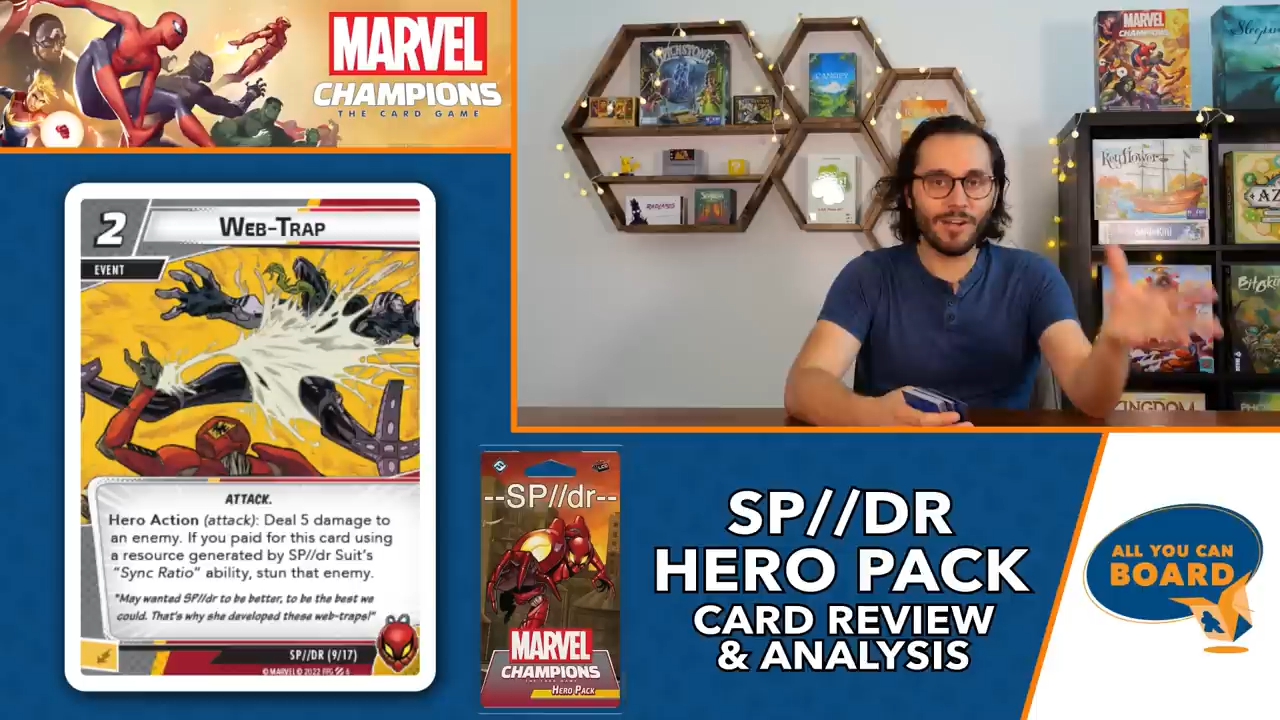 MARVEL
CHAMPIONS
THE CARD GAME
2
WEB-TRAP
EVENT
ATTACK.
Hero Action (attack): Deal 5 damage to
an enemy. If you paid for this card using
a resource generated by SP//dr Suit's
"Sync Ratio" ability, stun that enemy.
"May wanted SP//dr to be better, to be the best we
could. That's why she developed these web-traps!"
SP//DR (9/17)
© MARVEL © 2022 FFG
--SP//dr--
MARVEL
CHAMPIONS
HERO PACK
SP//DR
HERO PACK
CARD REVIEW
& ANALYSIS
ALL YOU CAN
BOARD
CANOPY
MARVEL
CHAMPIONS
Keyflower
KINGDOM